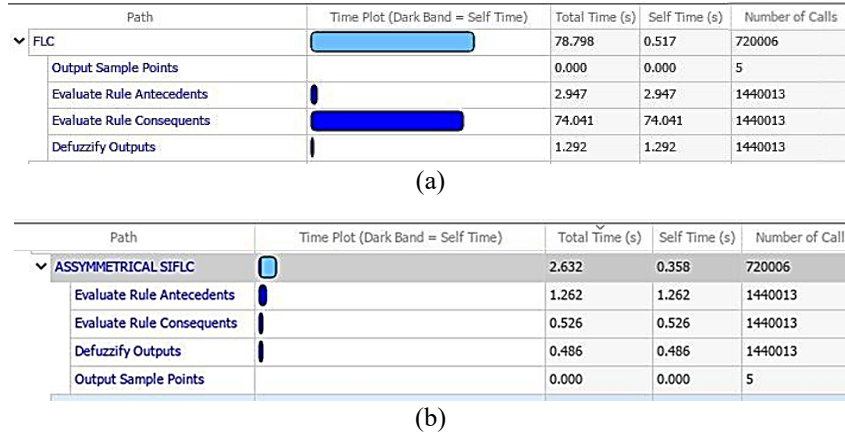 Path Time Plot (Dark Band = Self Time) Total Time (s) Self Time (s) Number of Calls
FLC 78.798 0.517 720006
Output Sample Points 0.000 0.000 5
Evaluate Rule Antecedents 2.947 2.947 1440013
Evaluate Rule Consequents 74.041 74.041 1440013
Defuzzify Outputs 1.292 1.292 1440013
(a)
Path Time Plot (Dark Band = Self Time) Total Time (s) Self Time (s) Number of Call
ASSYMMETRICAL SIFLC 2.632 0.358 720006
Evaluate Rule Antecedents 1.262 1.262 1440013
Evaluate Rule Consequents 0.526 0.526 1440013
Defuzzify Outputs 0.486 0.486 1440013
Output Sample Points 0.000 0.000 5
(b)